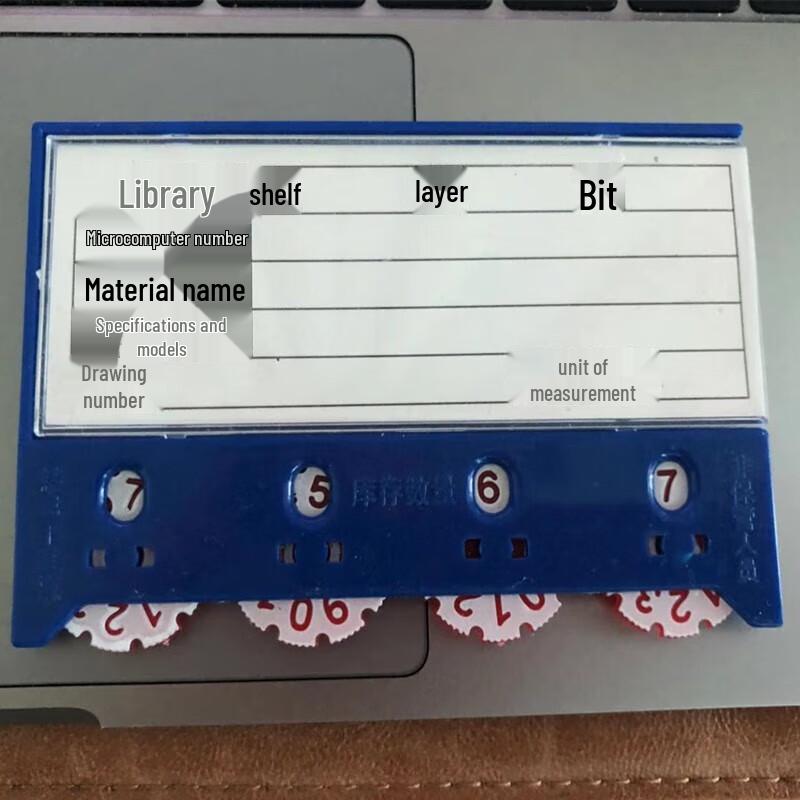 Library shelf layer Bit
Microcomputer number
Material name
Specifications and
models
Drawing
number
unit of
measurement
7 5 6 7
库存数量